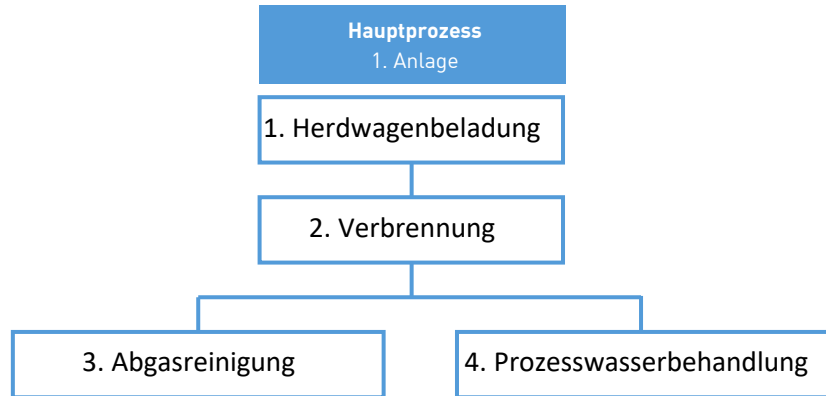 Hauptprozess
1. Anlage
1. Herdwagenbeladung
2. Verbrennung
3. Abgasreinigung
4. Prozesswasserbehandlung